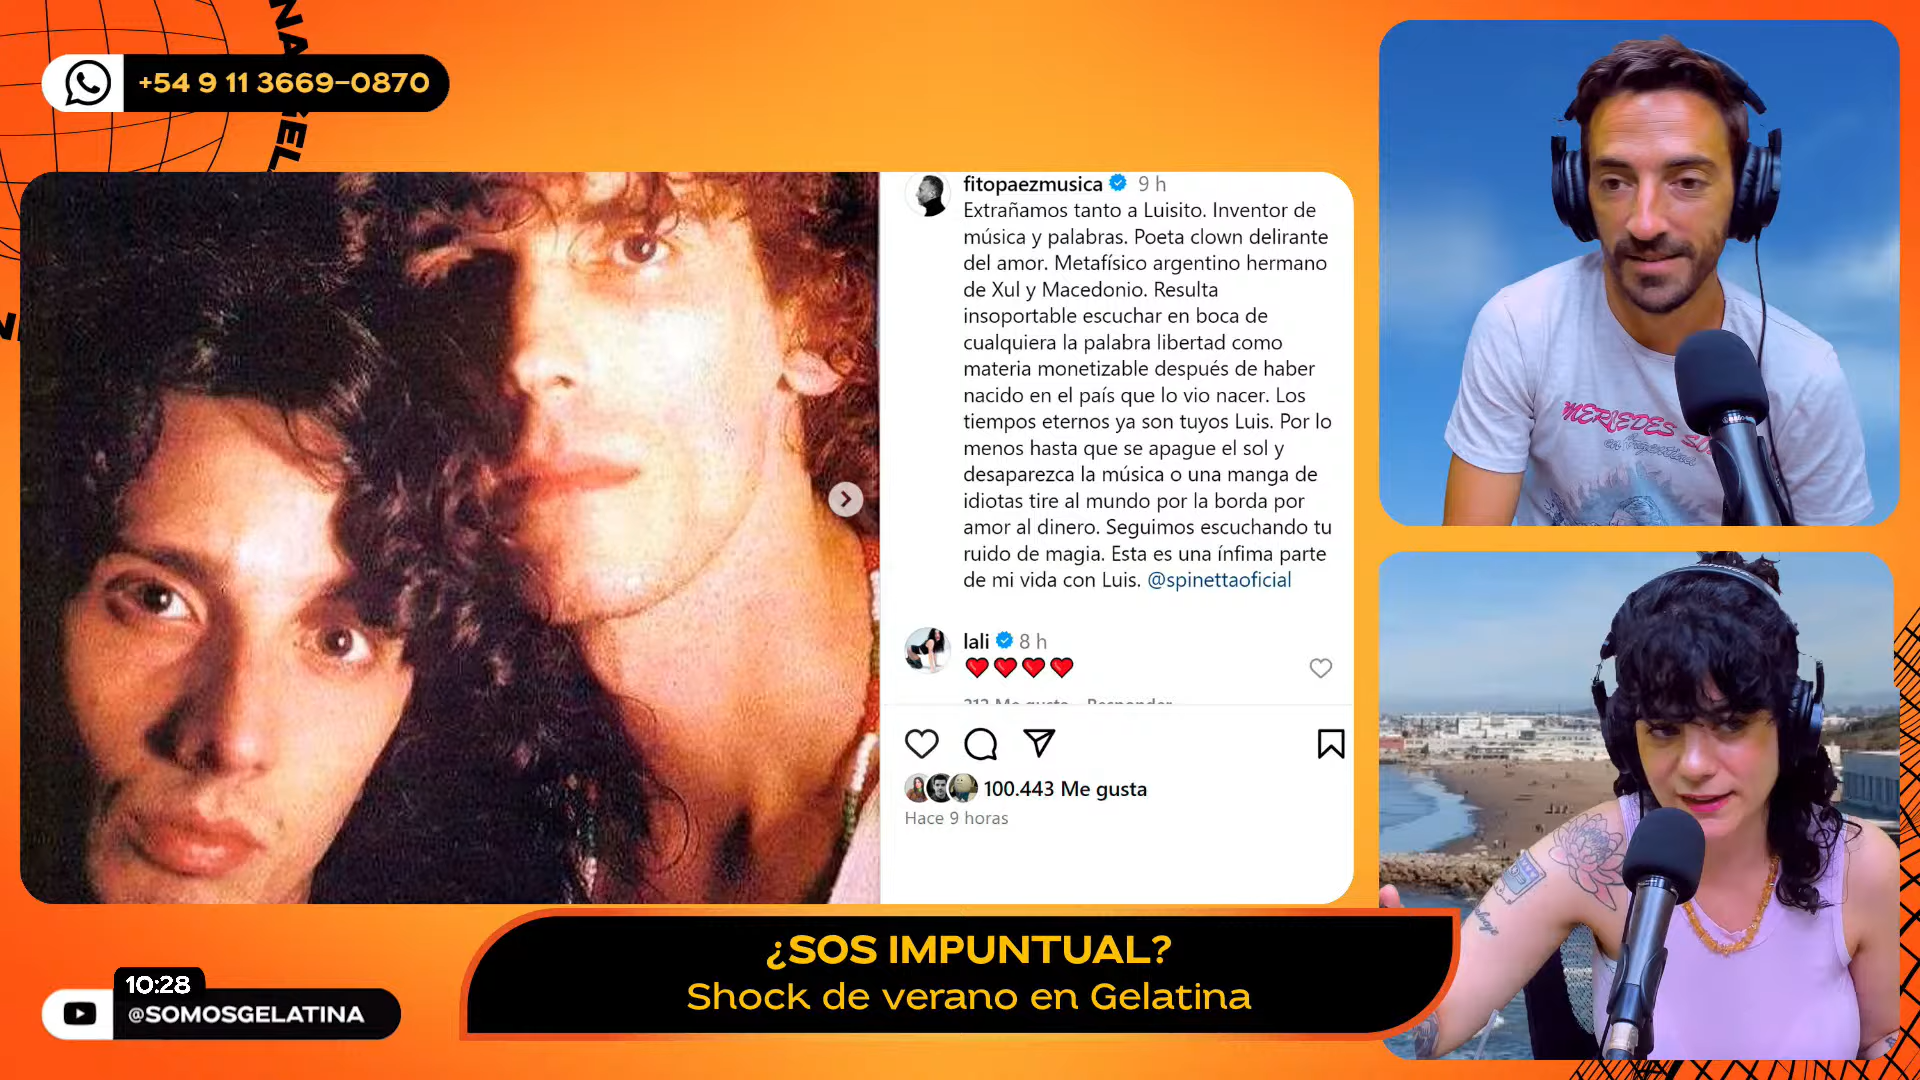 +54 9 11 3669-0870
fitopaezmusica 9 h
Extrañamos tanto a Luisito. Inventor de
música y palabras. Poeta clown delirante
del amor. Metafísico argentino hermano
de Xul y Macedonio. Resulta
insoportable escuchar en boca de
cualquiera la palabra libertad como
materia monetizable después de haber
nacido en el país que lo vio nacer. Los
tiempos eternos ya son tuyos Luis. Por lo
menos hasta que se apague el sol y
desaparezca la música o una manga de
idiotas tire al mundo por la borda por
amor al dinero. Seguimos escuchando tu
ruido de magia. Esta es una ínfima parte
de mi vida con Luis. @spinettaoficial
lali 8 h
100.443 Me gusta
Hace 9 horas
MERCEDES
en Argentina
¿SOS IMPUNTUAL?
Shock de verano en Gelatina
10:28
@SOMOSGELATINA